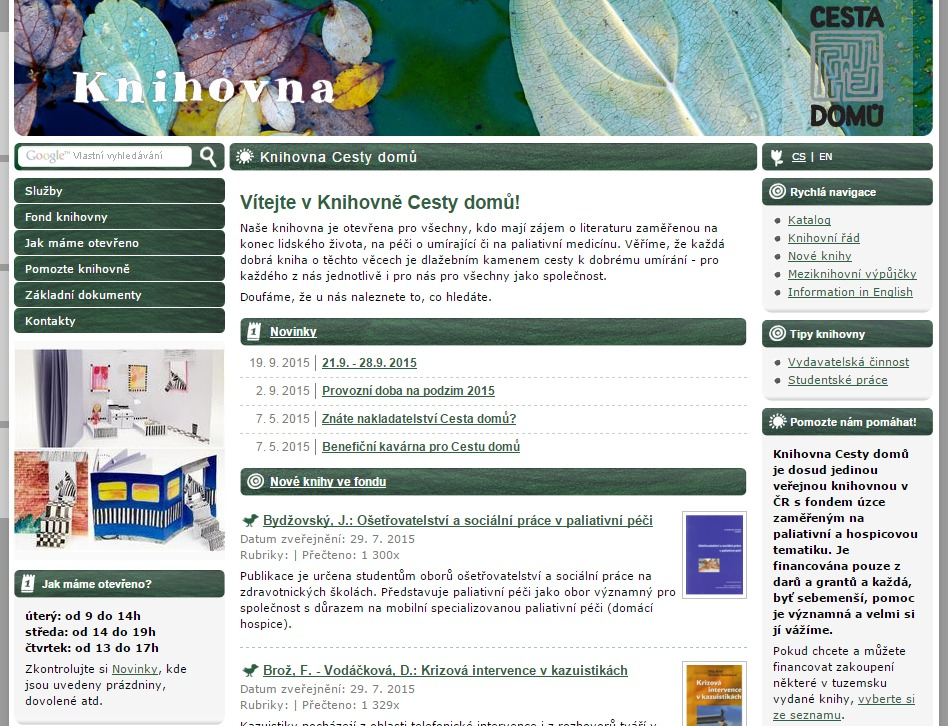 Knihovna
CESTA
DOMŮ
Google™ Vlastní vyhledávání
Knihovna Cesty domů
CS | EN
Služby
Fond knihovny
Jak máme otevřeno
Pomozte knihovně
Základní dokumenty
Kontakty
Jak máme otevřeno?
úterý: od 9 do 14h
středa: od 14 do 19h
čtvrtek: od 13 do 17h
Zkontrolujte si Novinky, kde
jsou uvedeny prázdniny,
dovolené atd.
Vítejte v Knihovně Cesty domů!
Naše knihovna je otevřena pro všechny, kdo mají zájem o literaturu zaměřenou na
konec lidského života, na péči o umírající či na paliativní medicínu. Věříme, že každá
dobrá kniha o těchto věcech je dlažebním kamenem cesty k dobrému umírání - pro
každého z nás jednotlivě i pro nás pro všechny jako společnost.
Doufáme, že u nás naleznete to, co hledáte.
1 Novinky
19. 9. 2015 21.9. - 28.9. 2015
2. 9. 2015 Provozní doba na podzim 2015
7. 5. 2015 Znáte nakladatelství Cesta domů?
7. 5. 2015 Benefiční kavárna pro Cestu domů
Nové knihy ve fondu
Bydžovský, J.: Ošetřovatelství a sociální práce v paliativní péči
Datum zveřejnění: 29. 7. 2015
Rubriky: | Přečteno: 1 300x
Publikace je určena studentům oborů ošetřovatelství a sociální práce na
zdravotnických školách. Představuje paliativní péči jako obor významný pro
společnost s důrazem na mobilní specializovanou paliativní péči (domácí
hospice).
Brož, F. - Vodáčková, D.: Krizová intervence v kazuistikách
Datum zveřejnění: 29. 7. 2015
Rubriky: | Přečteno: 1 329x
Kazuistiky pocházejí z oblasti telefonické intervence i z rozhovorů tváří v
Krizová
intervence
v kazuistikách
Rychlá navigace
Katalog
Knihovní řád
Nové knihy
Meziknihovní výpůjčky
Information in English
Tipy knihovny
Vydavatelská činnost
Studentské práce
Pomozte nám pomáhat!
Knihovna Cesty domů
je dosud jedinou
veřejnou knihovnou v
ČR s fondem úzce
zaměřeným na
paliativní a hospicovou
tematiku. Je
financována pouze z
darů a grantů a každá,
byť sebemenší, pomoc
je významná a velmi si
jí vážíme.
Pokud chcete a můžete
financovat zakoupení
některé v tuzemsku
vydané knihy, vyberte si
ze seznamu.